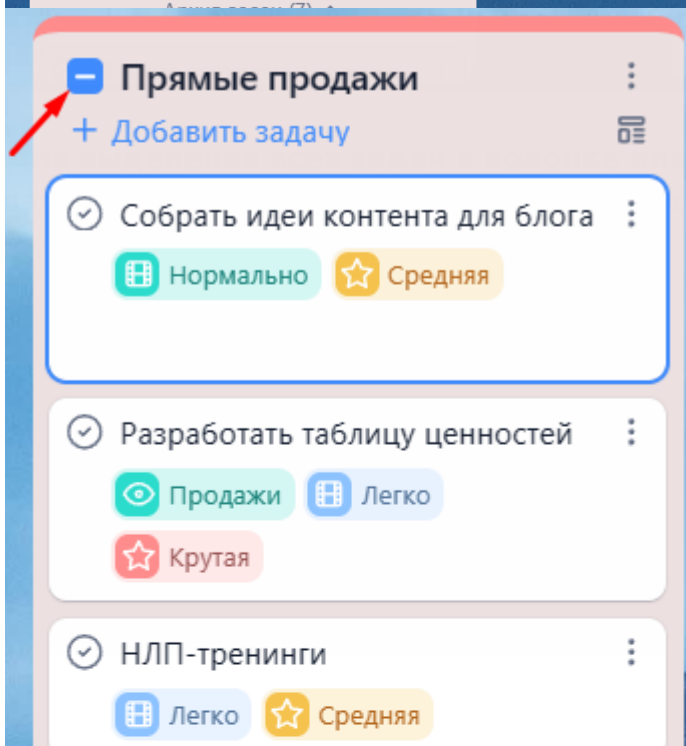 Прямые продажи
+ Добавить задачу
Собрать идеи контента для блога
Нормально Средняя
Разработать таблицу ценностей
Продажи Легко
Крутая
НЛП-тренинги
Легко Средняя